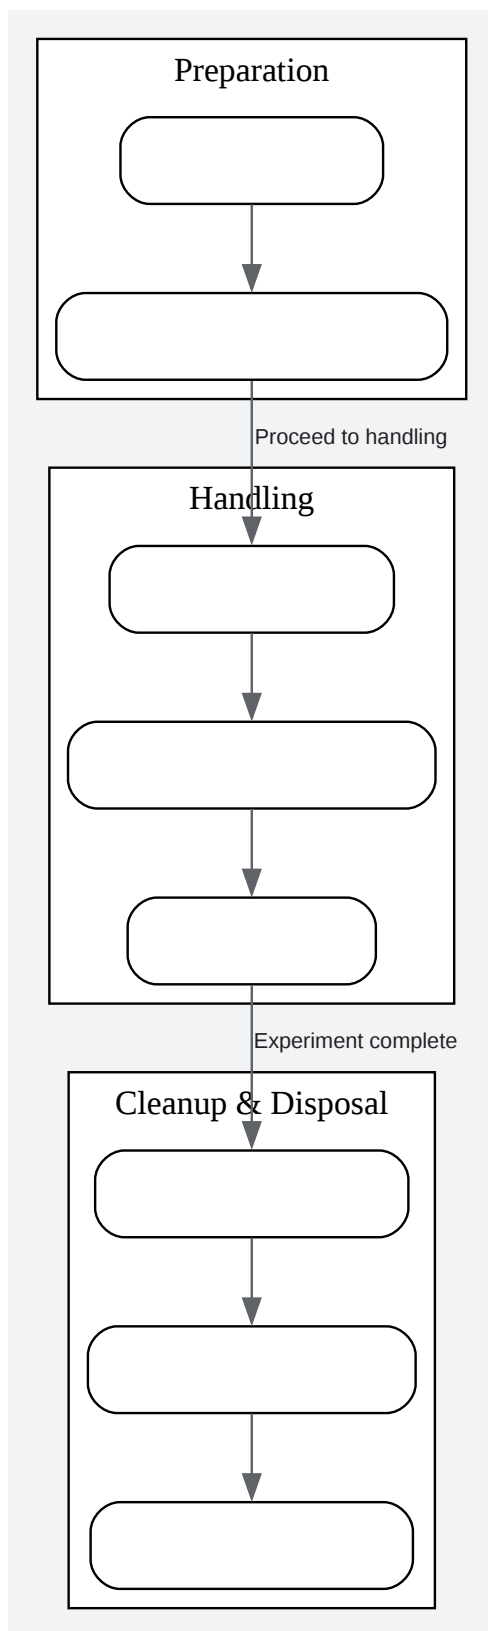 Preparation
Proceed to handling
Handling
Experiment complete
Cleanup & Disposal